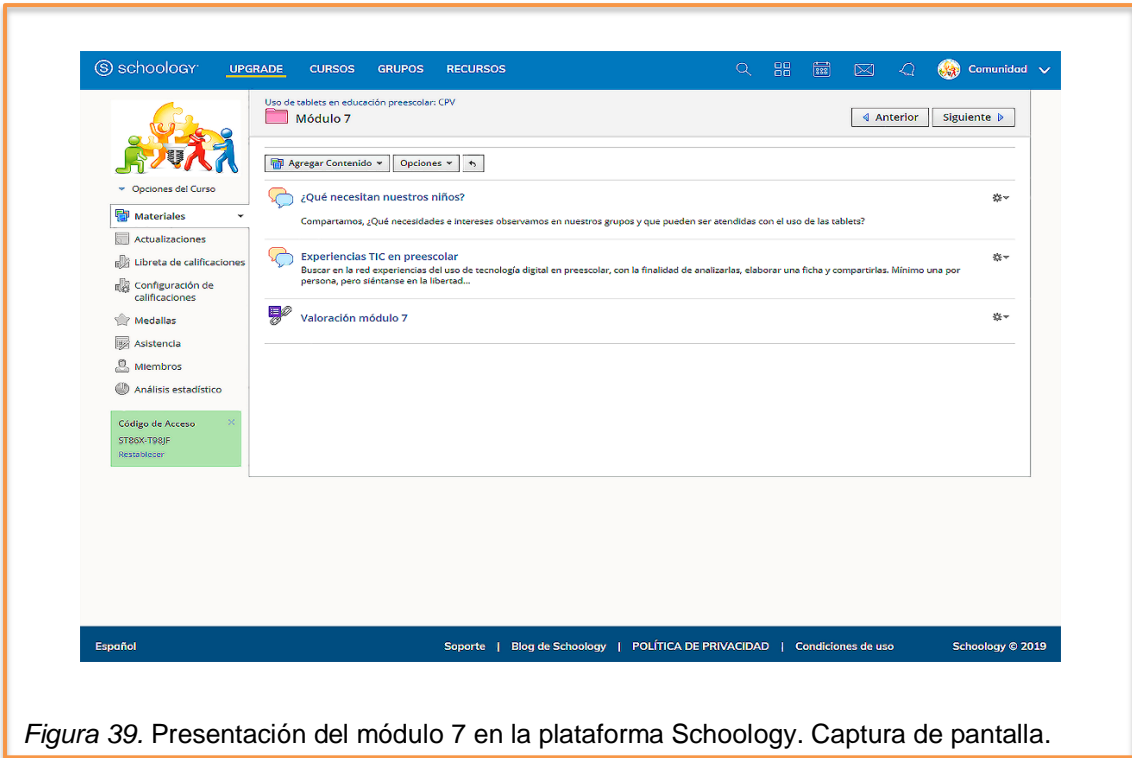 schoology UPGRADE CURSOS GRUPOS RECURSOS Comunidad
Uso de tablets en educación preescolar: CPV
Módulo 7
Anterior Siguiente
Agregar Contenido Opciones
Opciones del Curso
Materiales
Actualizaciones
Libreta de calificaciones
Configuración de
calificaciones
Medallas
Asistencia
Miembros
Análisis estadístico
Código de Acceso
ST86X-T98JF
Restablecer
¿Qué necesitan nuestros niños?
Compartamos, ¿Qué necesidades e intereses observamos en nuestros grupos y que pueden ser atendidas con el uso de las tablets?
Experiencias TIC en preescolar
Buscar en la red experiencias del uso de tecnología digital en preescolar, con la finalidad de analizarlas, elaborar una ficha y compartirlas. Mínimo una por
persona, pero siéntanse en la libertad...
Valoración módulo 7
Español Soporte | Blog de Schoology | POLÍTICA DE PRIVACIDAD | Condiciones de uso Schoology © 2019
Figura 39. Presentación del módulo 7 en la plataforma Schoology. Captura de pantalla.